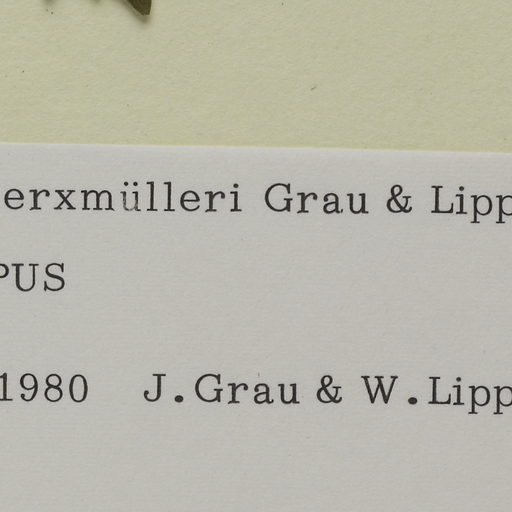 erxmülleri Grau & Lipp
PUS
1980 J.Grau & W.Lipp